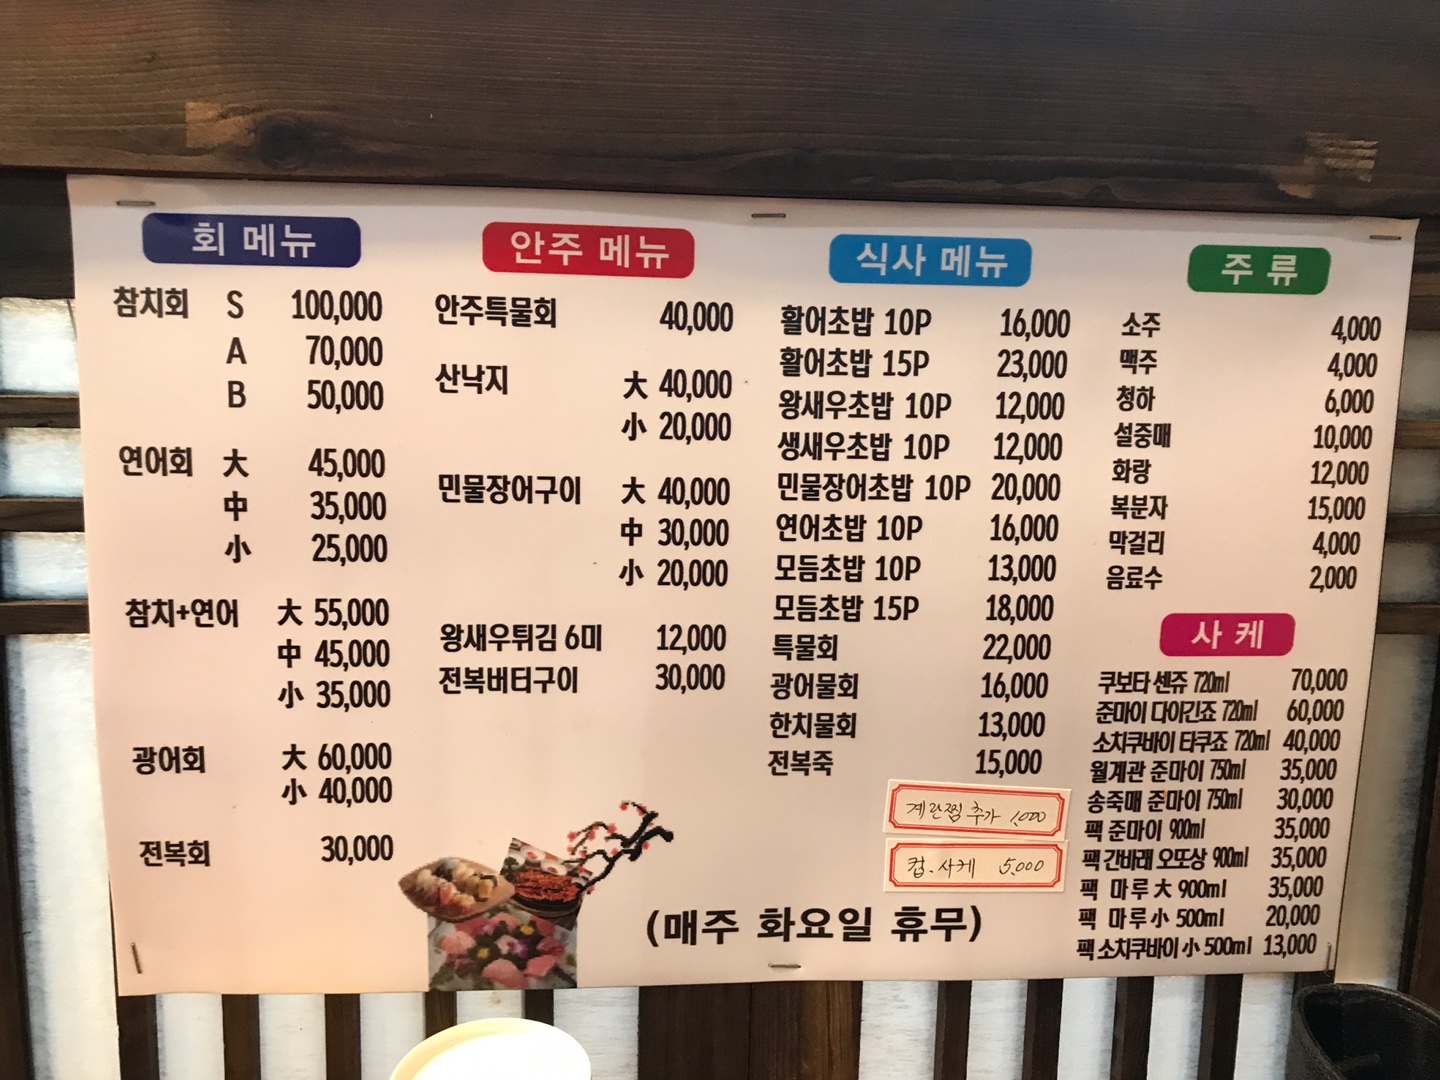 회 메뉴
참치회 S 100,000
A 70,000
B 50,000
연어회 大 45,000
中 35,000
小 25,000
참치+연어 大 55,000
中 45,000
小 35,000
광어회 大 60,000
小 40,000
전복회 30,000
안주 메뉴
안주특물회 40,000
산낙지 大 40,000
小 20,000
민물장어구이 大 40,000
中 30,000
小 20,000
왕새우튀김 6미 12,000
전복버터구이 30,000
식사 메뉴
활어초밥 10P 16,000
활어초밥 15P 23,000
왕새우초밥 10P 12,000
생새우초밥 10P 12,000
민물장어초밥 10P 20,000
연어초밥 10P 16,000
모듬초밥 10P 13,000
모듬초밥 15P 18,000
특물회 22,000
광어물회 16,000
한치물회 13,000
전복죽 15,000
계란찜 추가 1,000
컵.사케 5.000
(매주 화요일 휴무)
주 류
소주 4,000
맥주 4,000
청하 6,000
설중매 10,000
화랑 12,000
복분자 15,000
막걸리 4,000
음료수 2,000
사 케
쿠보타 센쥬 720ml 70,000
준마이 다이긴죠 720ml 60,000
소치쿠바이 타쿠죠 720ml 40,000
월계관 준마이 750ml 35,000
송죽매 준마이 750ml 30,000
팩 준마이 900ml 35,000
팩 간바래 오또상 900ml 35,000
팩 마루 大 900ml 35,000
팩 마루 小 500ml 20,000
팩 소치쿠바이 小 500ml 13,000